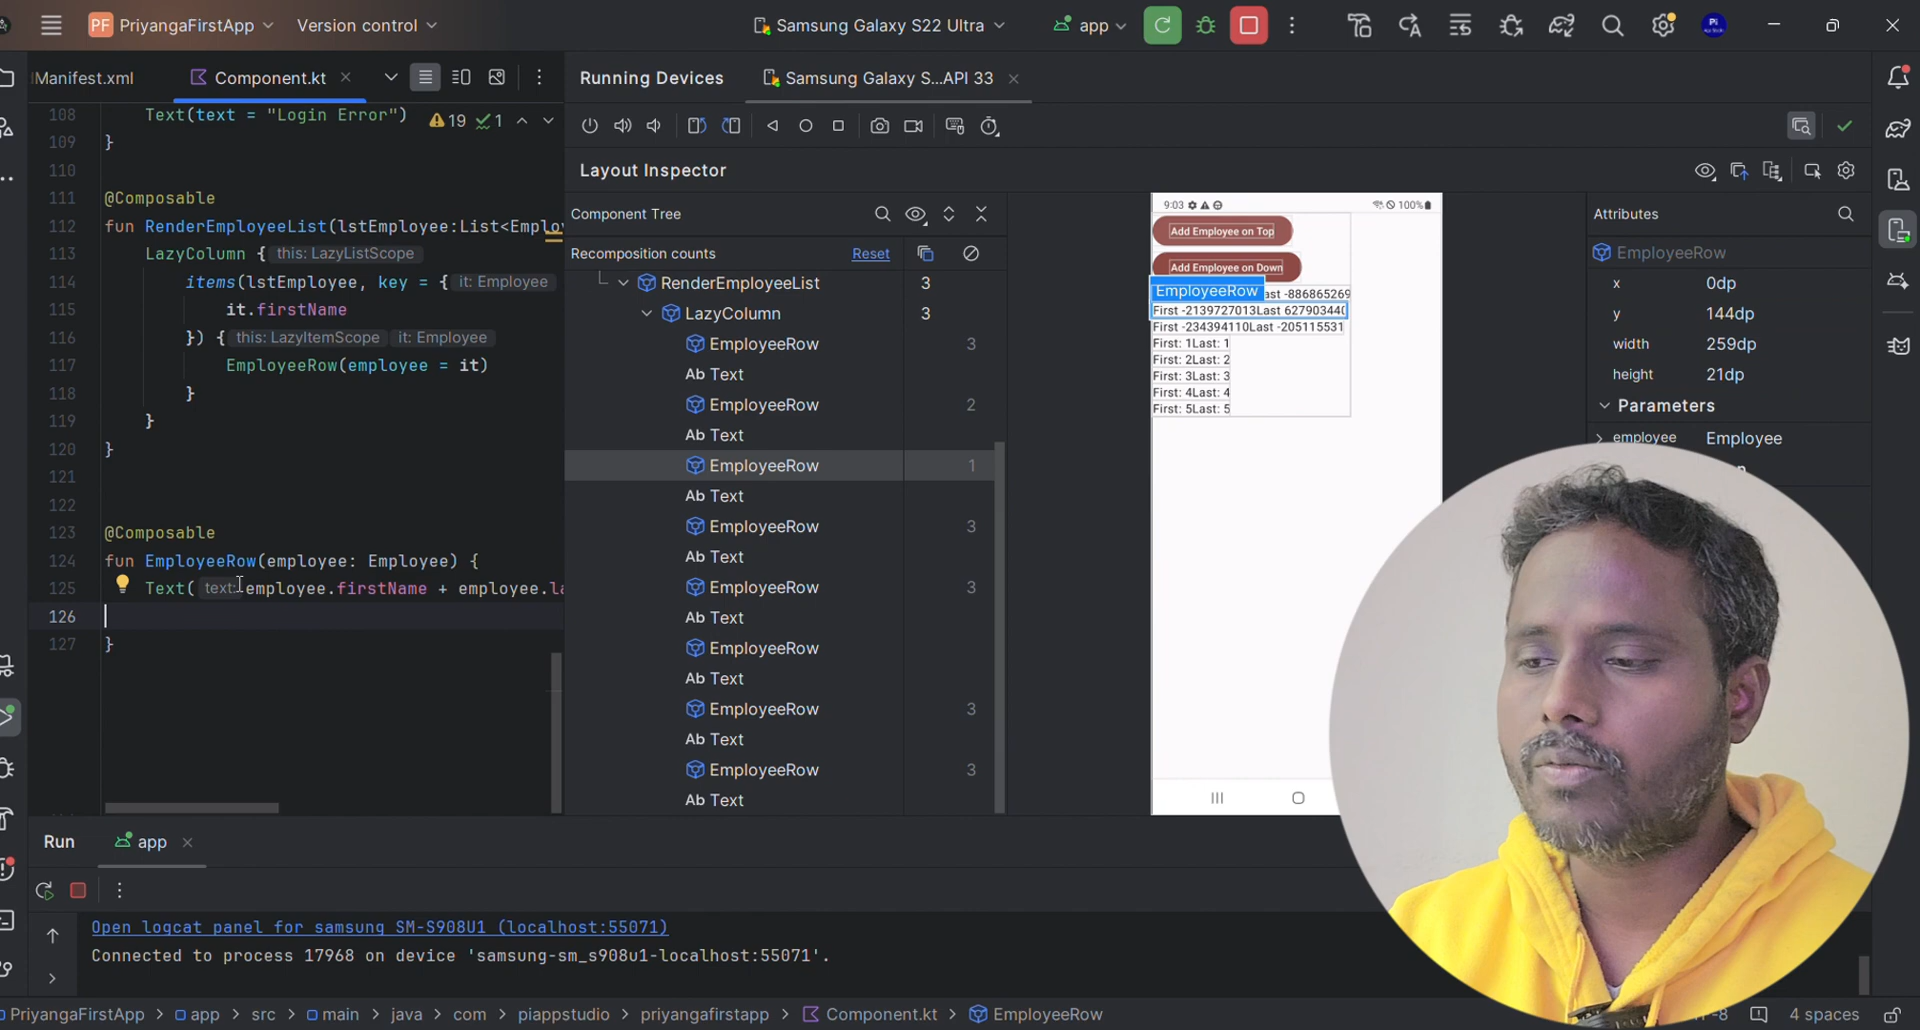 PF PriyangaFirstApp Version control Samsung Galaxy S22 Ultra app Pi
Manifest.xml Component.kt
Running Devices Samsung Galaxy S...API 33
108 Text(text = "Login Error") 19 1
109 }
110
111 @Composable
112 fun RenderEmployeeList(lstEmployee:List<Emplo
113 LazyColumn { this: LazyListScope
114 items(lstEmployee, key = { it: Employee
115 it.firstName
116 }) { this: LazyItemScope it: Employee
117 EmployeeRow(employee = it)
118 }
119 }
120 }
121
122
123 @Composable
124 fun EmployeeRow(employee: Employee) {
125 Text( text: employee.firstName + employee.la
126
127 }
Layout Inspector
Component Tree
Recomposition counts Reset
RenderEmployeeList 3
LazyColumn 3
EmployeeRow 3
Ab Text
EmployeeRow 2
Ab Text
EmployeeRow 1
Ab Text
EmployeeRow 3
Ab Text
EmployeeRow 3
Ab Text
EmployeeRow
Ab Text
EmployeeRow 3
Ab Text
EmployeeRow 3
Ab Text
9:03 100%
Add Employee on Top
Add Employee on Down
EmployeeRow ast -886865269
First -2139727013Last 627903440
First -234394110Last -205115531
First: 1Last: 1
First: 2Last: 2
First: 3Last: 3
First: 4Last: 4
First: 5Last: 5
Attributes
EmployeeRow
x 0dp
y 144dp
width 259dp
height 21dp
Parameters
employee Employee
Run app
Open logcat panel for samsung SM-S908U1 (localhost:55071)
Connected to process 17968 on device 'samsung-sm_s908u1-localhost:55071'.
PriyangaFirstApp > app > src > main > java > com > piappstudio > priyangafirstapp > Component.kt > EmployeeRow
-8 4 spaces